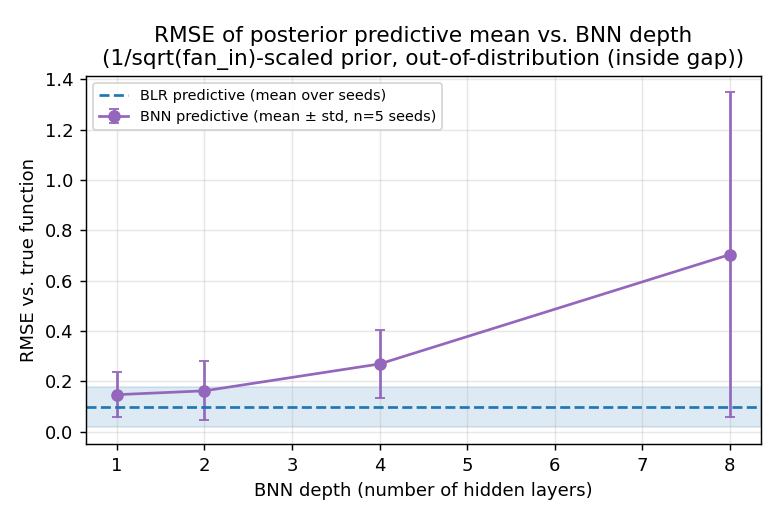 RMSE of posterior predictive mean vs. BNN depth
(1/sqrt(fan_in)-scaled prior, out-of-distribution (inside gap))
BLR predictive (mean over seeds)
BNN predictive (mean ± std, n=5 seeds)
RMSE vs. true function
1.4
1.2
1.0
0.8
0.6
0.4
0.2
0.0
1 2 3 4 5 6 7 8
BNN depth (number of hidden layers)